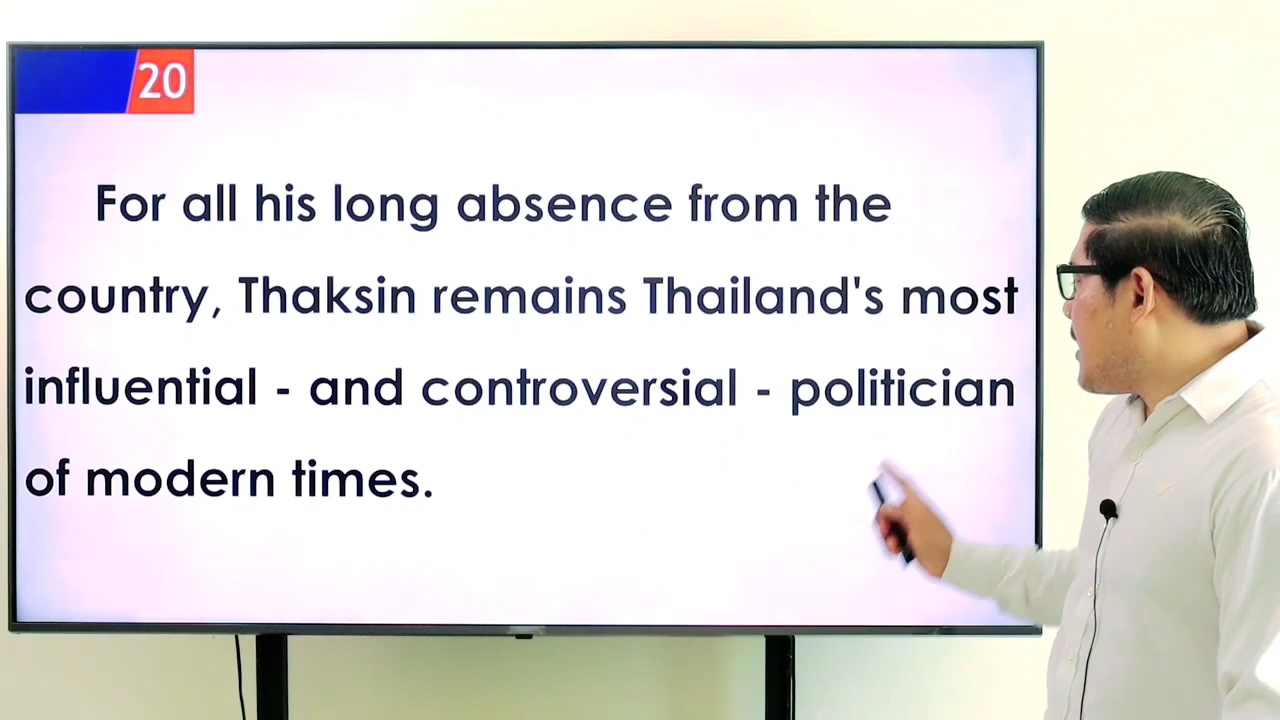 20
For all his long absence from the
country, Thaksin remains Thailand's most
influential - and controversial - politician
of modern times.